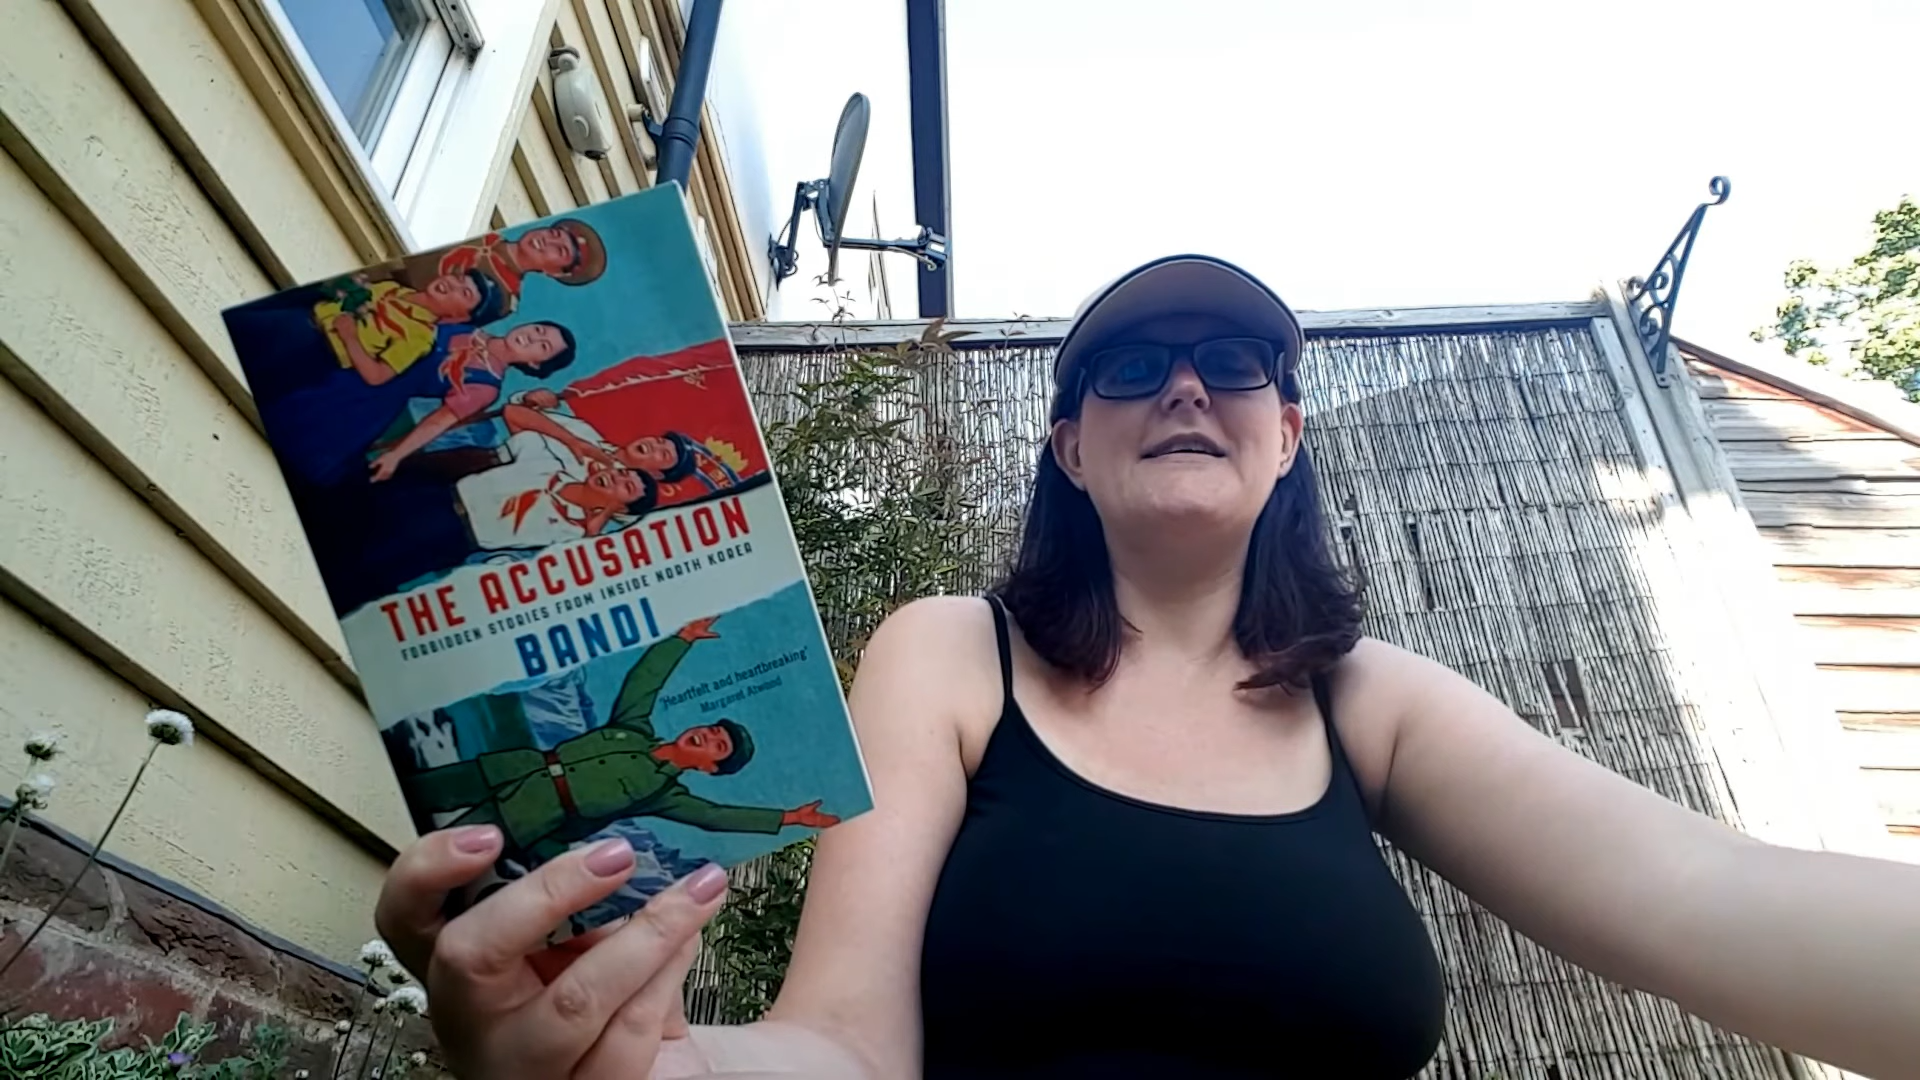 THE ACCUSATION
FORBIDDEN STORIES FROM INSIDE NORTH KOREA
BANDI
'Heartfelt and heartbreaking'
Margaret Atwood